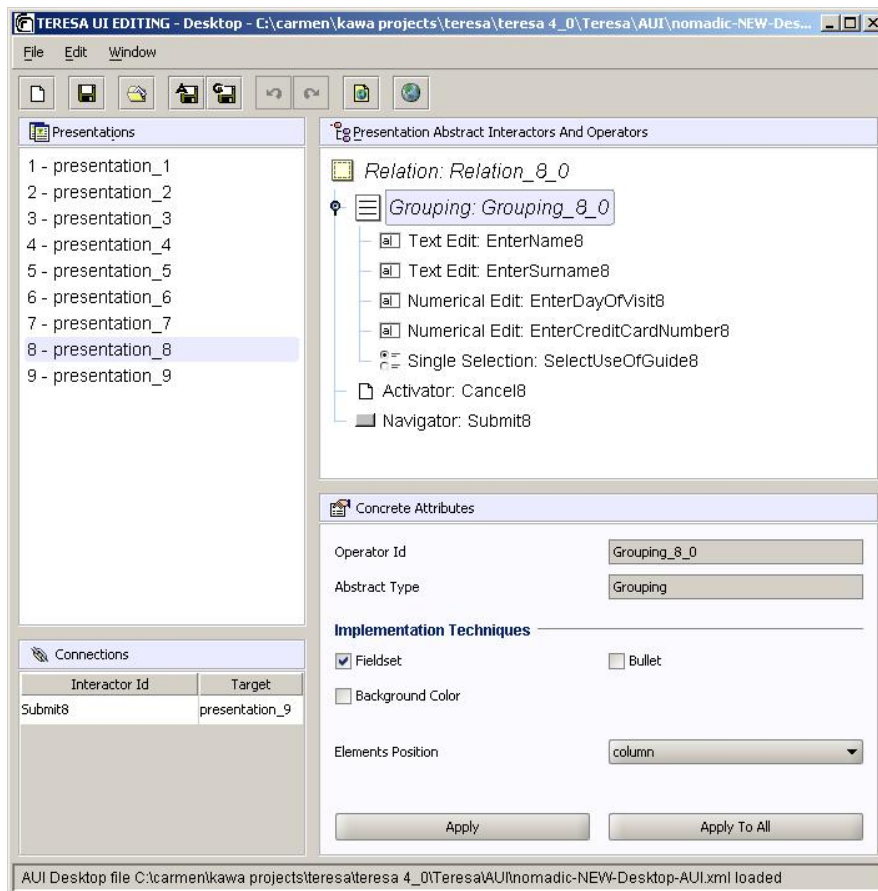 TERESA UI EDITING - Desktop - C:\carmen\kawa projects\teresa\teresa 4_0\Teresa\AUI\nomadic-NEW-Des...
File Edit Window
Presentations
1 - presentation_1
2 - presentation_2
3 - presentation_3
4 - presentation_4
5 - presentation_5
6 - presentation_6
7 - presentation_7
8 - presentation_8
9 - presentation_9
Presentation Abstract Interactors And Operators
Relation: Relation_8_0
Grouping: Grouping_8_0
Text Edit: EnterName8
Text Edit: EnterSurname8
Numerical Edit: EnterDayOfVisit8
Numerical Edit: EnterCreditCardNumber8
Single Selection: SelectUseOfGuide8
Activator: Cancel8
Navigator: Submit8
Connections
Interactor Id Target
Submit8 presentation_9
Concrete Attributes
Operator Id Grouping_8_0
Abstract Type Grouping
Implementation Techniques
Fieldset Bullet
Background Color
Elements Position column
Apply Apply To All
AUI Desktop file C:\carmen\kawa projects\teresa\teresa 4_0\Teresa\AUI\nomadic-NEW-Desktop-AUI.xml loaded